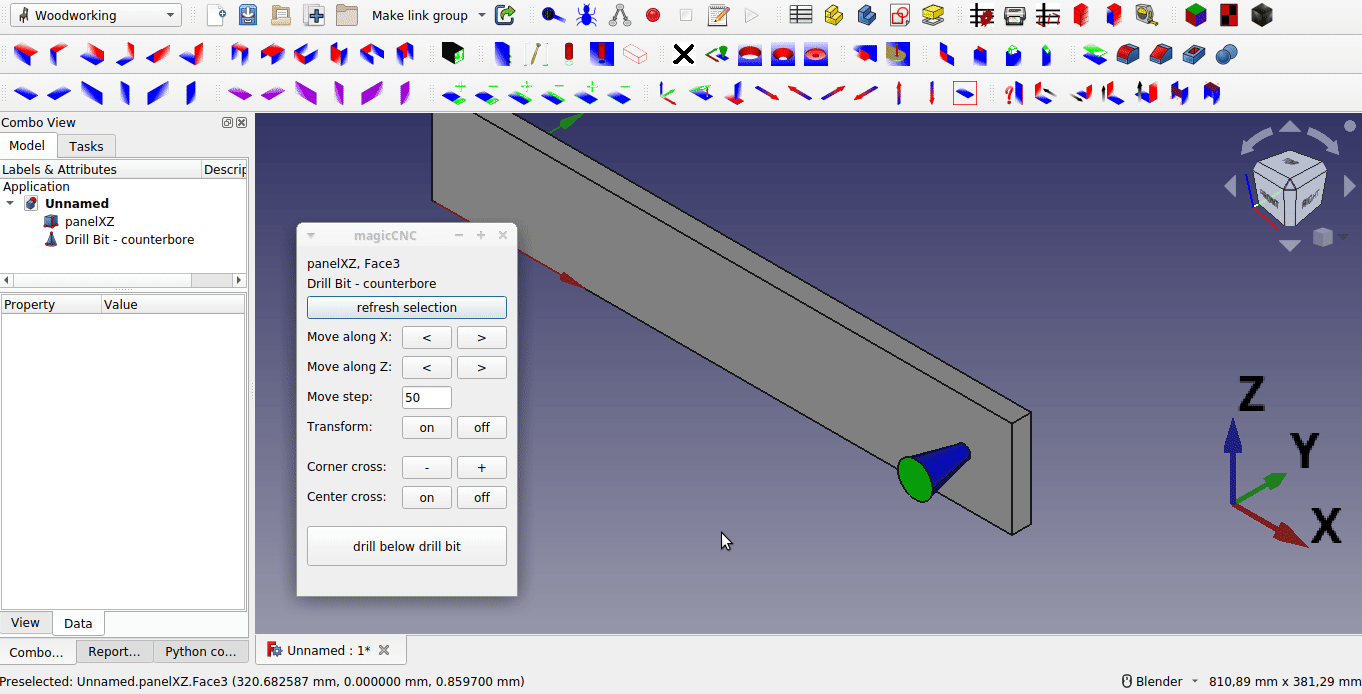 Woodworking
Make link group
Combo View
Model
Tasks
Labels & Attributes
Descrip
Application
Unnamed
panelXZ
Drill Bit - counterbore
Property
Value
View
Data
Combo...
Report...
Python co...
magicCNC
panelXZ, Face3
Drill Bit - counterbore
refresh selection
Move along X:
<
>
Move along Z:
<
>
Move step:
50
Transform:
on
off
Corner cross:
-
+
Center cross:
on
off
drill below drill bit
FRONT
RIGHT
Z
Y
X
Unnamed : 1*
Preselected: Unnamed.panelXZ.Face3 (320.682587 mm, 0.000000 mm, 0.859700 mm)
Blender
810,89 mm x 381,29 mm